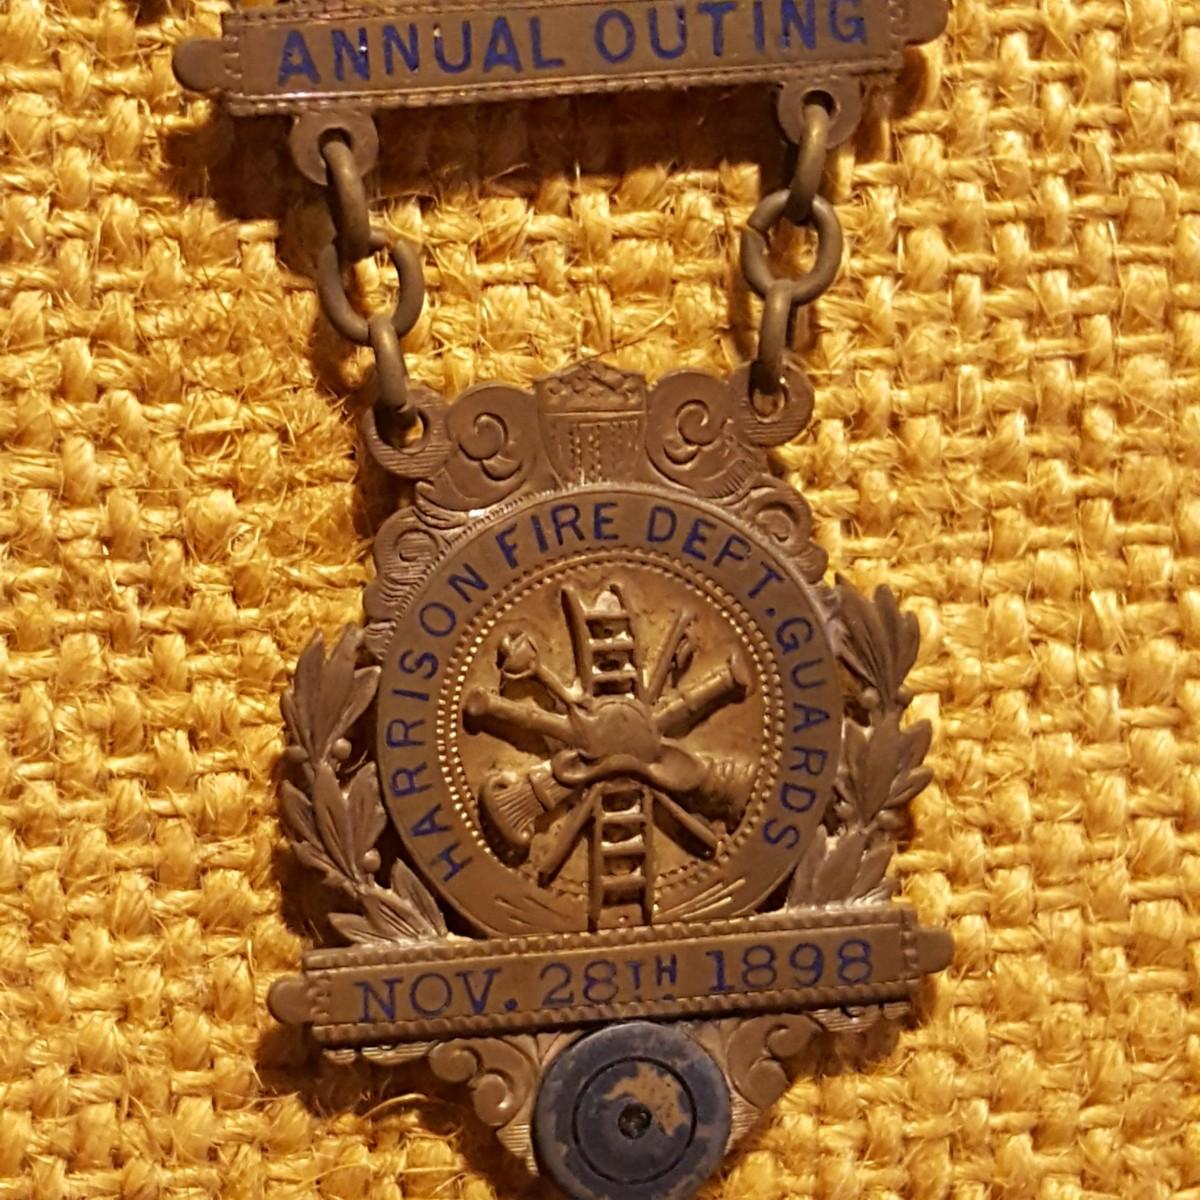 ANNUAL OUTING
HARRISON FIRE DEPT. GUARDS
NOV. 28TH 1898